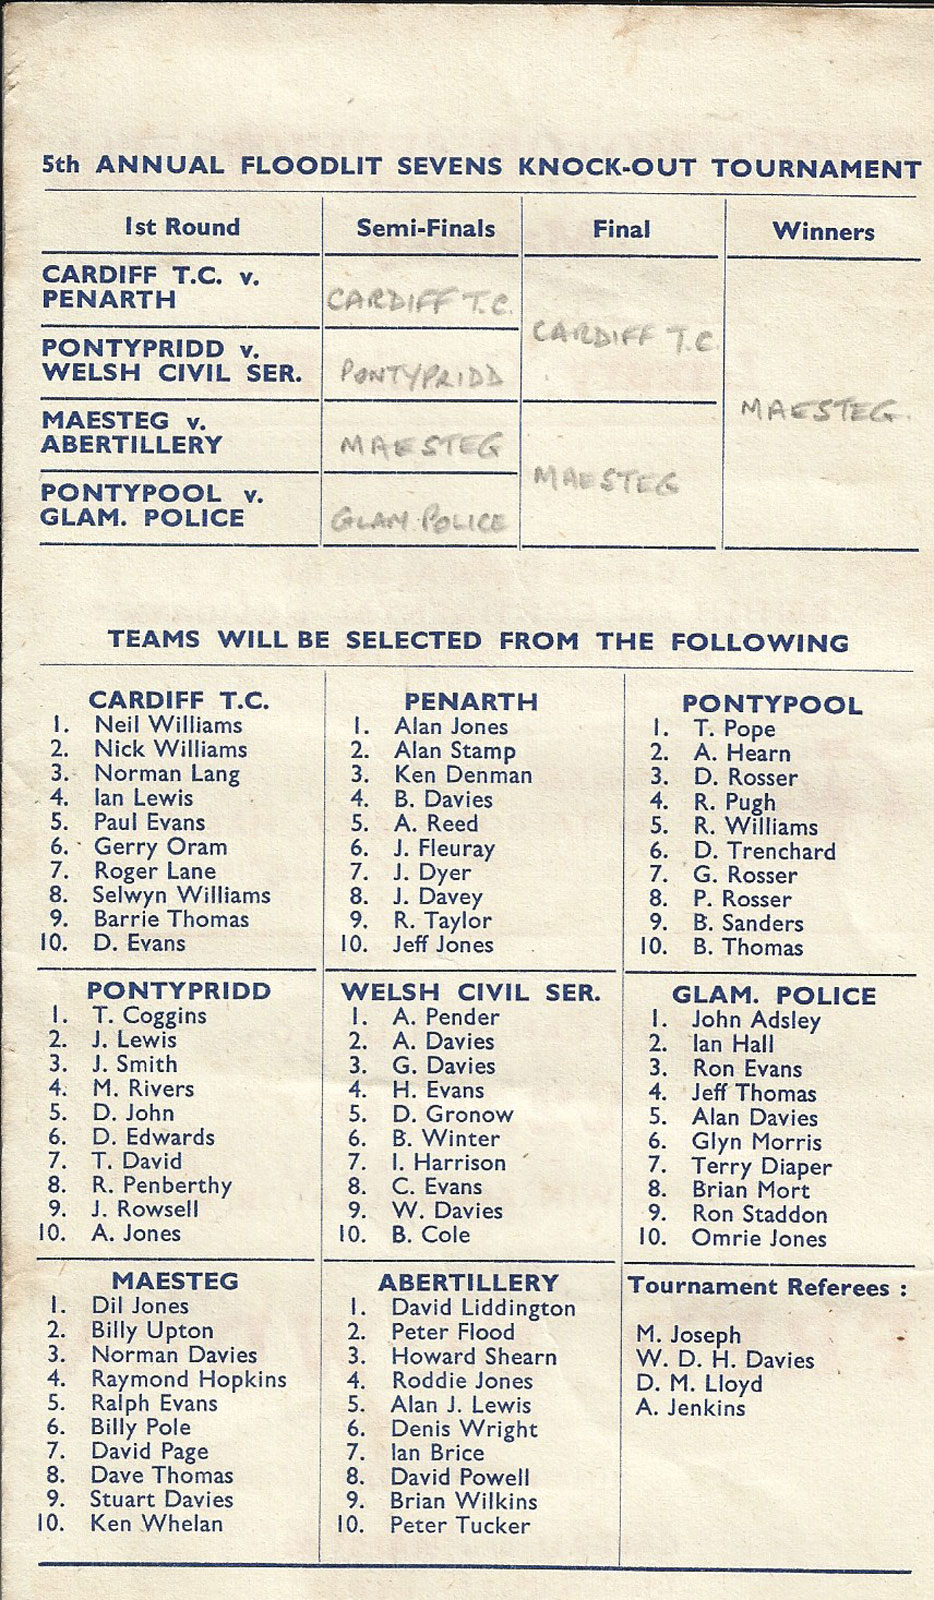 5th ANNUAL FLOODLIT SEVENS KNOCK-OUT TOURNAMENT
1st Round Semi-Finals Final Winners
CARDIFF T.C. v.
PENARTH
CARDIFF T.C.
CARDIFF T.C
PONTYPRIDD v.
WELSH CIVIL SER.
PONTYPRIDD
MAESTEG.
MAESTEG v.
ABERTILLERY
MAESTEG
MAESTEG
PONTYPOOL v.
GLAM. POLICE
GLAM. POLICE
TEAMS WILL BE SELECTED FROM THE FOLLOWING
CARDIFF T.C.
1. Neil Williams
2. Nick Williams
3. Norman Lang
4. Ian Lewis
5. Paul Evans
6. Gerry Oram
7. Roger Lane
8. Selwyn Williams
9. Barrie Thomas
10. D. Evans
PENARTH
1. Alan Jones
2. Alan Stamp
3. Ken Denman
4. B. Davies
5. A. Reed
6. J. Fleuray
7. J. Dyer
8. J. Davey
9. R. Taylor
10. Jeff Jones
PONTYPOOL
1. T. Pope
2. A. Hearn
3. D. Rosser
4. R. Pugh
5. R. Williams
6. D. Trenchard
7. G. Rosser
8. P. Rosser
9. B. Sanders
10. B. Thomas
PONTYPRIDD
1. T. Coggins
2. J. Lewis
3. J. Smith
4. M. Rivers
5. D. John
6. D. Edwards
7. T. David
8. R. Penberthy
9. J. Rowsell
10. A. Jones
WELSH CIVIL SER.
1. A. Pender
2. A. Davies
3. G. Davies
4. H. Evans
5. D. Gronow
6. B. Winter
7. I. Harrison
8. C. Evans
9. W. Davies
10. B. Cole
GLAM. POLICE
1. John Adsley
2. Ian Hall
3. Ron Evans
4. Jeff Thomas
5. Alan Davies
6. Glyn Morris
7. Terry Diaper
8. Brian Mort
9. Ron Staddon
10. Omrie Jones
MAESTEG
1. Dil Jones
2. Billy Upton
3. Norman Davies
4. Raymond Hopkins
5. Ralph Evans
6. Billy Pole
7. David Page
8. Dave Thomas
9. Stuart Davies
10. Ken Whelan
ABERTILLERY
1. David Liddington
2. Peter Flood
3. Howard Shearn
4. Roddie Jones
5. Alan J. Lewis
6. Denis Wright
7. Ian Brice
8. David Powell
9. Brian Wilkins
10. Peter Tucker
Tournament Referees :
M. Joseph
W. D. H. Davies
D. M. Lloyd
A. Jenkins